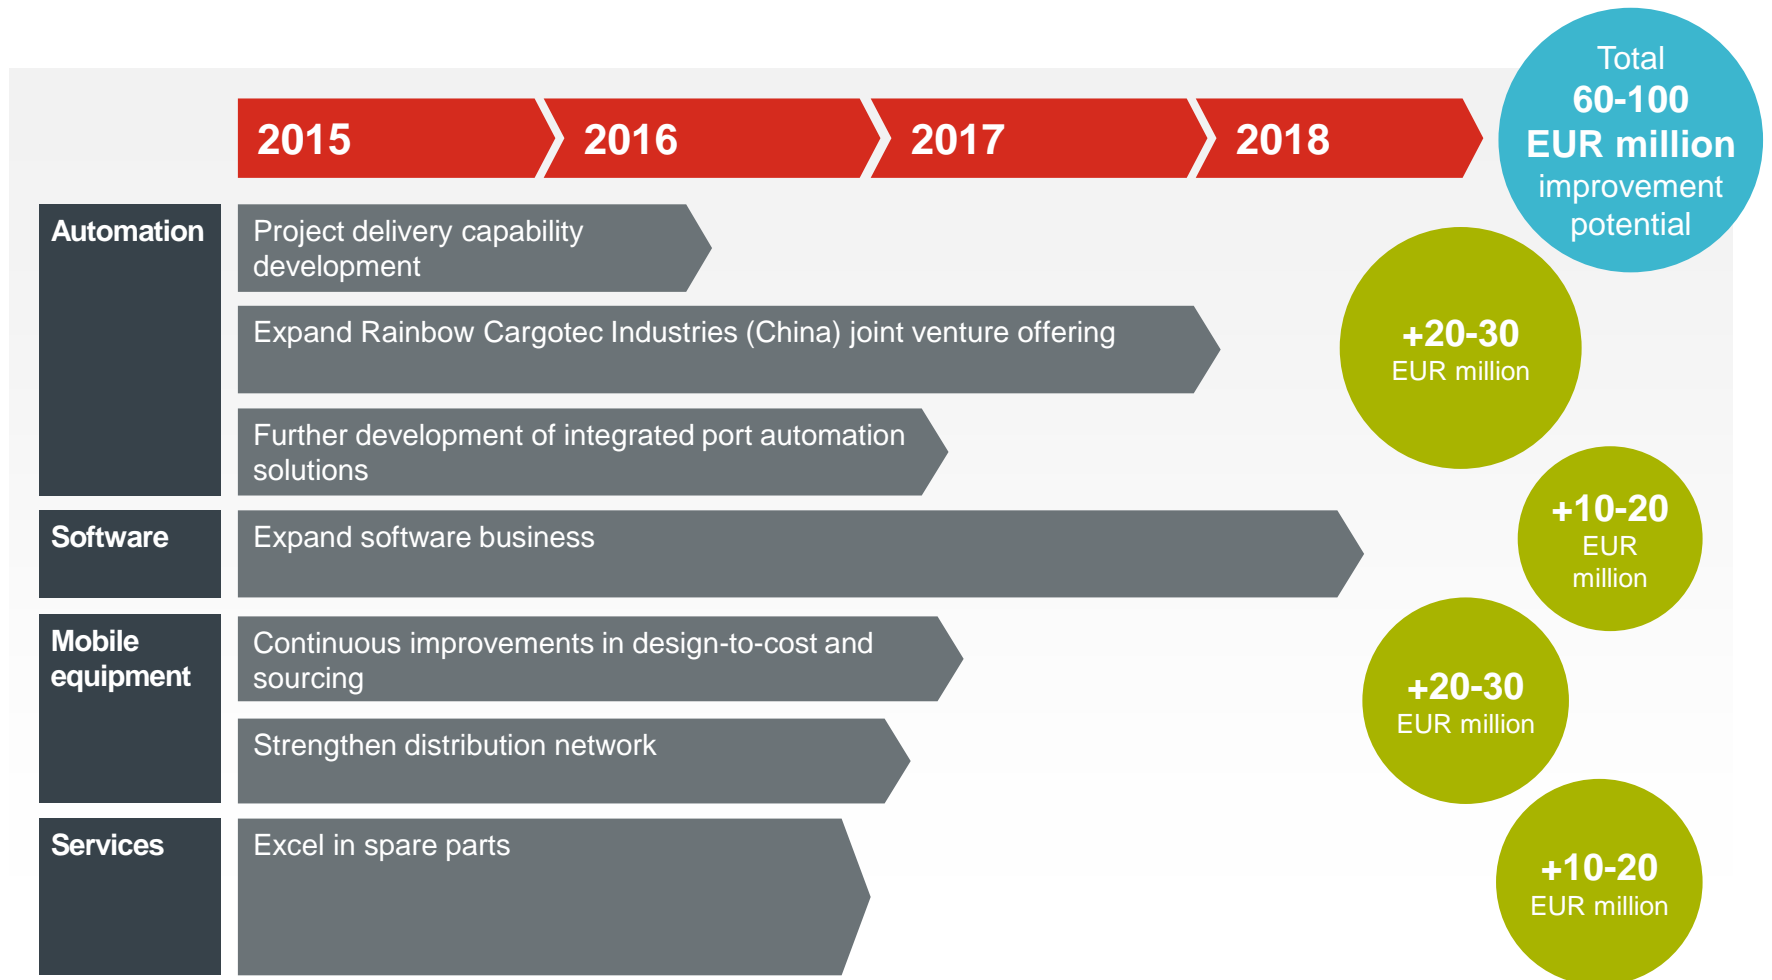 Total
60-100
EUR million
improvement
potential
2015
2016
2017
2018
Automation
Project delivery capability
development
Expand Rainbow Cargotec Industries (China) joint venture offering
Further development of integrated port automation
solutions
+20-30
EUR million
Software
Expand software business
+10-20
EUR
million
Mobile
equipment
Continuous improvements in design-to-cost and
sourcing
Strengthen distribution network
+20-30
EUR million
Services
Excel in spare parts
+10-20
EUR million